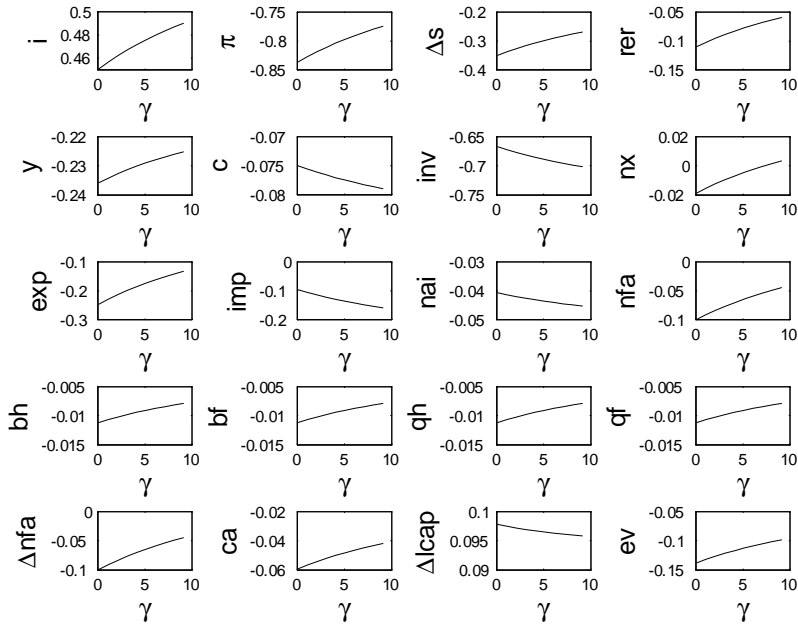 0.5 -0.75 -0.2 -0.05
i 0.48 π -0.8 Δs -0.3 rer -0.1
0.46 -0.85 -0.4 -0.15
0 5 10 0 5 10 0 5 10 0 5 10
γ γ γ γ
-0.22 -0.07 -0.65 0.02
y -0.23 c -0.075 inv -0.7 nx 0
-0.24 -0.08 -0.75 -0.02
0 5 10 0 5 10 0 5 10 0 5 10
γ γ γ γ
-0.1 0 -0.03 0
exp -0.2 imp -0.1 nai -0.04 nfa -0.05
-0.3 -0.2 -0.05 -0.1
0 5 10 0 5 10 0 5 10 0 5 10
γ γ γ γ
-0.005 -0.005 -0.005 -0.005
bh -0.01 bf -0.01 qh -0.01 qf -0.01
-0.015 -0.015 -0.015 -0.015
0 5 10 0 5 10 0 5 10 0 5 10
γ γ γ γ
0 -0.02 0.1 -0.05
Δnfa -0.05 ca -0.04 Δlcap 0.095 ev -0.1
-0.1 -0.06 0.09 -0.15
0 5 10 0 5 10 0 5 10 0 5 10
γ γ γ γ